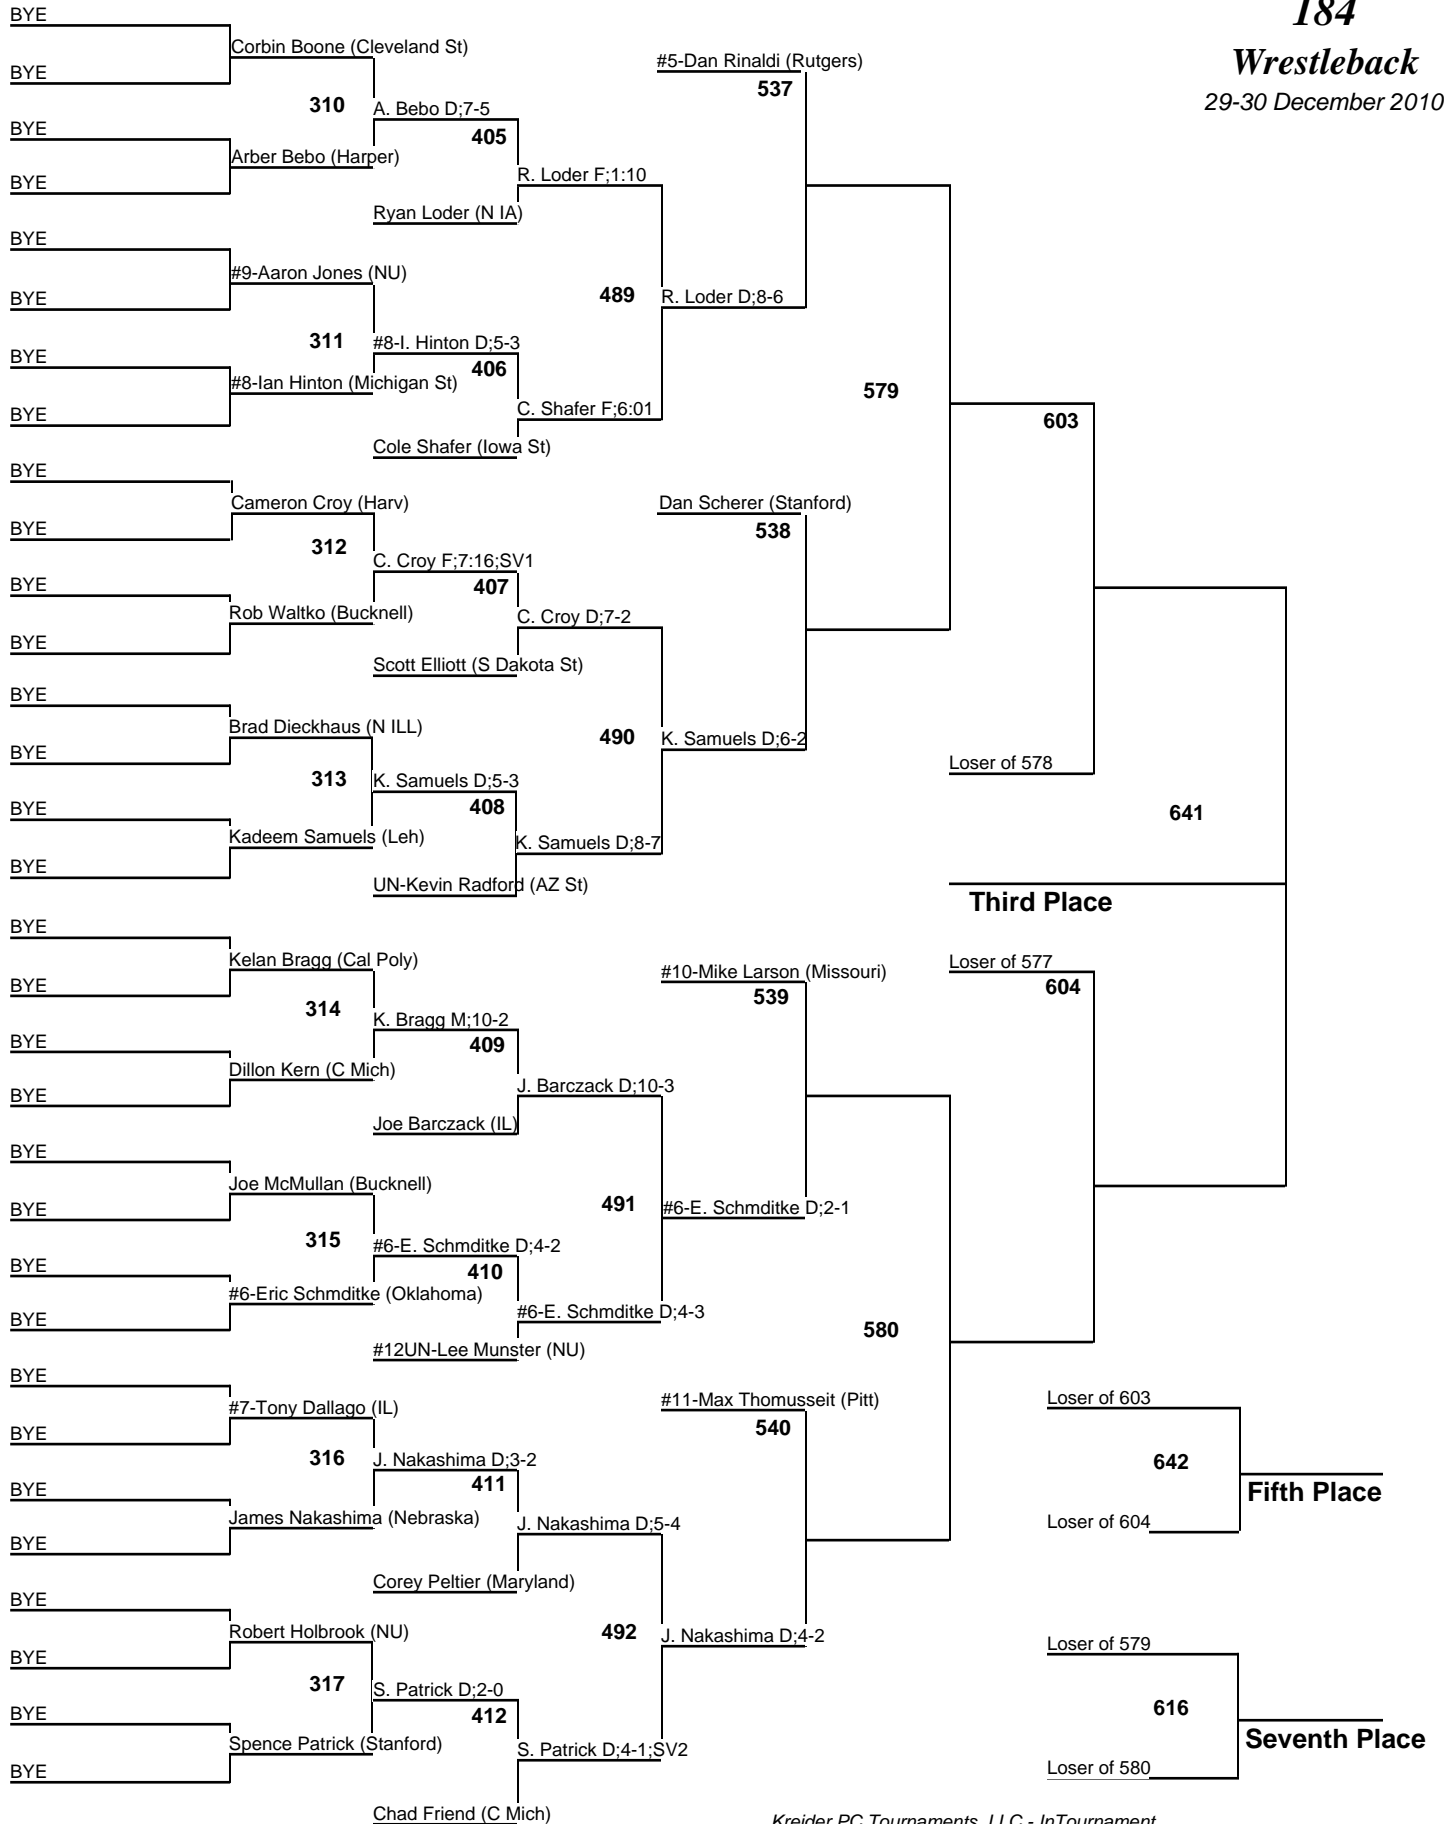 184
Wrestleback
29-30 December 2010
BYE
Corbin Boone (Cleveland St)
BYE
310
A. Bebo D;7-5
405
BYE
Arber Bebo (Harper)
BYE
R. Loder F;1:10
Ryan Loder (N IA)
#5-Dan Rinaldi (Rutgers)
537
BYE
#9-Aaron Jones (NU)
BYE
489
R. Loder D;8-6
311
#8-I. Hinton D;5-3
406
BYE
#8-Ian Hinton (Michigan St)
BYE
C. Shafer F;6:01
Cole Shafer (Iowa St)
579
603
BYE
Cameron Croy (Harv)
BYE
312
C. Croy F;7:16;SV1
407
BYE
Rob Waltko (Bucknell)
BYE
C. Croy D;7-2
Scott Elliott (S Dakota St)
Dan Scherer (Stanford)
538
BYE
Brad Dieckhaus (N ILL)
BYE
490
K. Samuels D;6-2
313
K. Samuels D;5-3
408
BYE
Kadeem Samuels (Leh)
BYE
K. Samuels D;8-7
UN-Kevin Radford (AZ St)
Loser of 578
641
Third Place
BYE
Kelan Bragg (Cal Poly)
BYE
314
K. Bragg M;10-2
409
BYE
Dillon Kern (C Mich)
BYE
J. Barczack D;10-3
Joe Barczack (IL)
#10-Mike Larson (Missouri)
539
Loser of 577
604
BYE
Joe McMullan (Bucknell)
BYE
491
#6-E. Schmditke D;2-1
315
#6-E. Schmditke D;4-2
410
BYE
#6-Eric Schmditke (Oklahoma)
BYE
#6-E. Schmditke D;4-3
#12UN-Lee Munster (NU)
580
BYE
#7-Tony Dallago (IL)
BYE
316
J. Nakashima D;3-2
411
BYE
James Nakashima (Nebraska)
BYE
J. Nakashima D;5-4
Corey Peltier (Maryland)
#11-Max Thomusseit (Pitt)
540
Loser of 603
642
Fifth Place
Loser of 604
BYE
Robert Holbrook (NU)
BYE
492
J. Nakashima D;4-2
317
S. Patrick D;2-0
412
BYE
Spence Patrick (Stanford)
BYE
S. Patrick D;4-1;SV2
Chad Friend (C Mich)
Loser of 579
616
Seventh Place
Loser of 580
Kreider PC Tournaments, LLC - InTournament